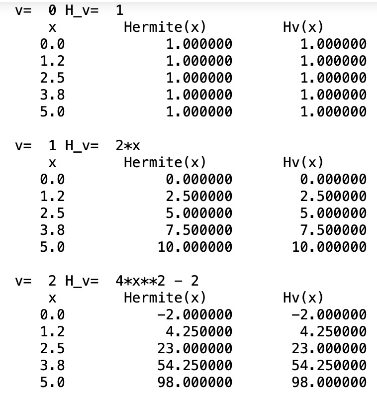 v=  0 H_v=  1
x Hermite(x) Hv(x)
0.0 1.000000 1.000000
1.2 1.000000 1.000000
2.5 1.000000 1.000000
3.8 1.000000 1.000000
5.0 1.000000 1.000000
v=  1 H_v=  2*x
x Hermite(x) Hv(x)
0.0 0.000000 0.000000
1.2 2.500000 2.500000
2.5 5.000000 5.000000
3.8 7.500000 7.500000
5.0 10.000000 10.000000
v=  2 H_v=  4*x**2 - 2
x Hermite(x) Hv(x)
0.0 -2.000000 -2.000000
1.2 4.250000 4.250000
2.5 23.000000 23.000000
3.8 54.250000 54.250000
5.0 98.000000 98.000000